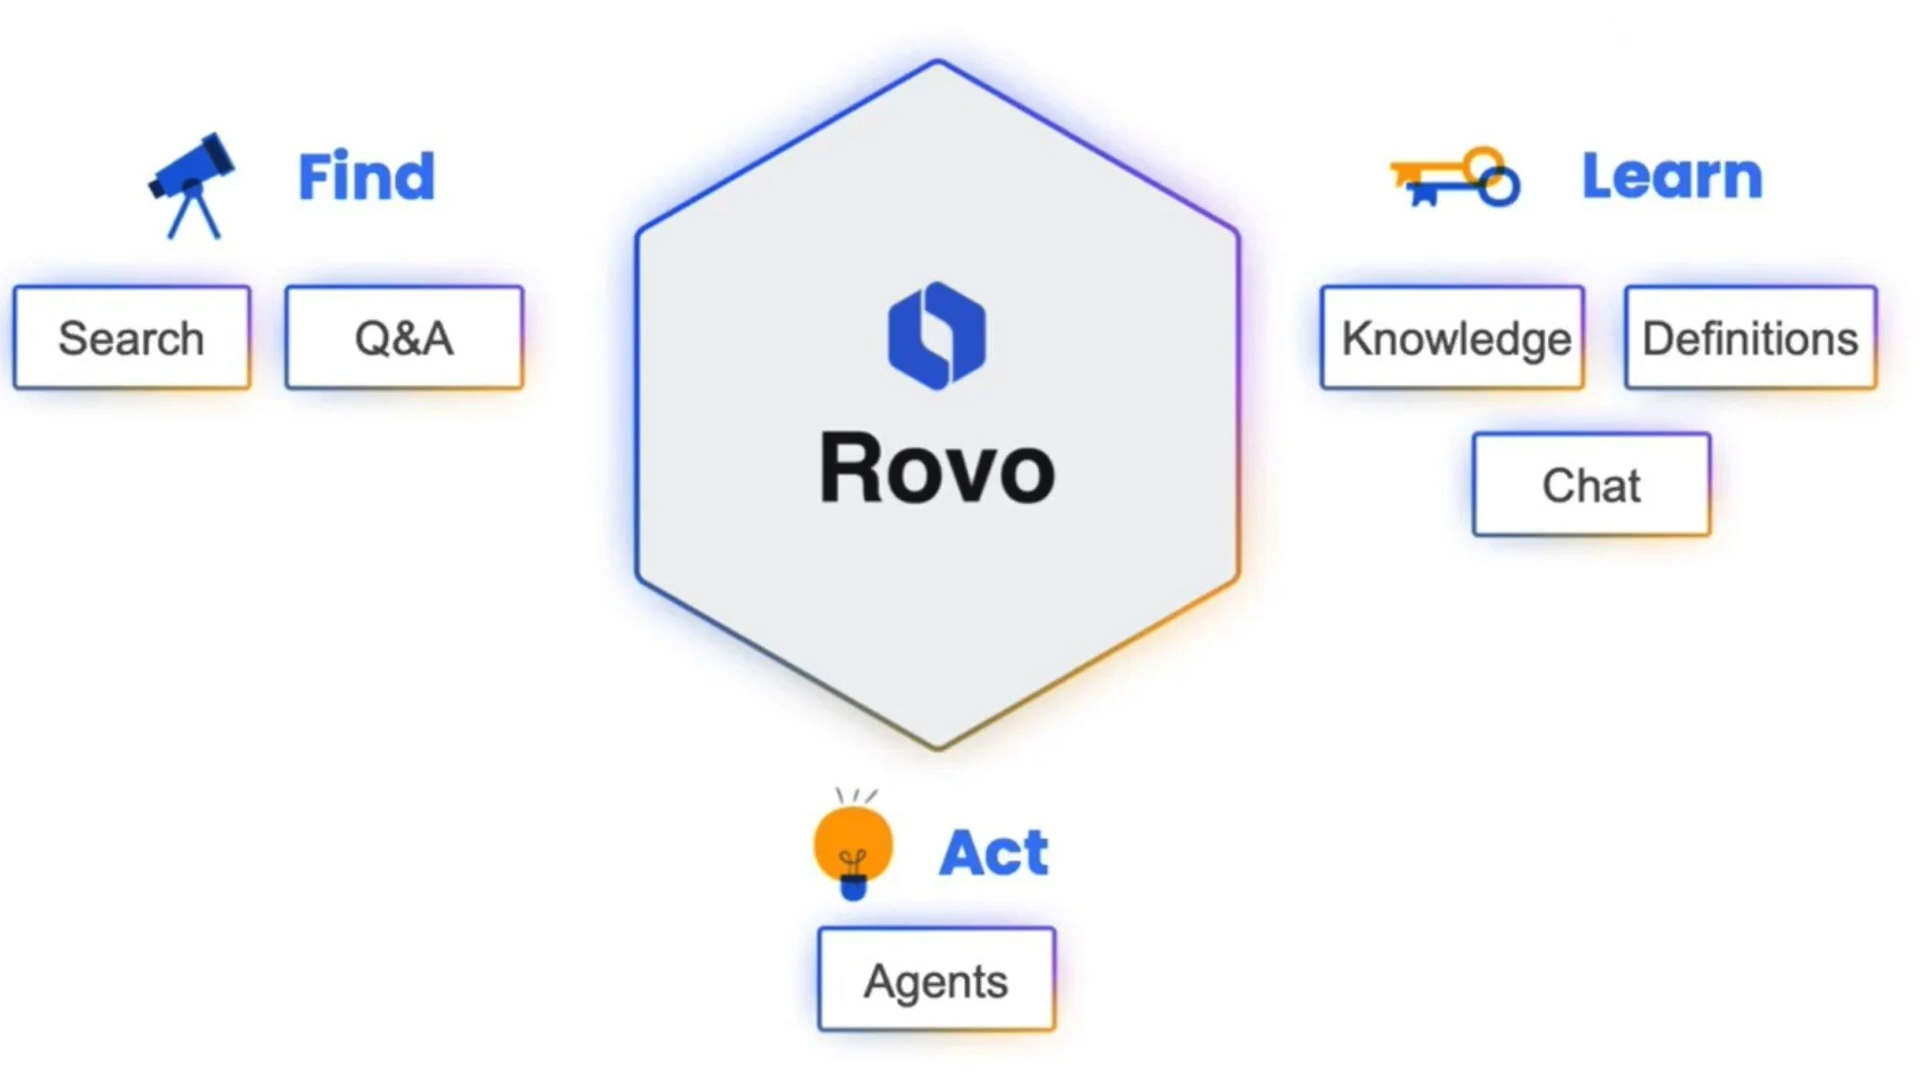 Find
Search
Q&A
Rovo
Learn
Knowledge
Definitions
Chat
Act
Agents